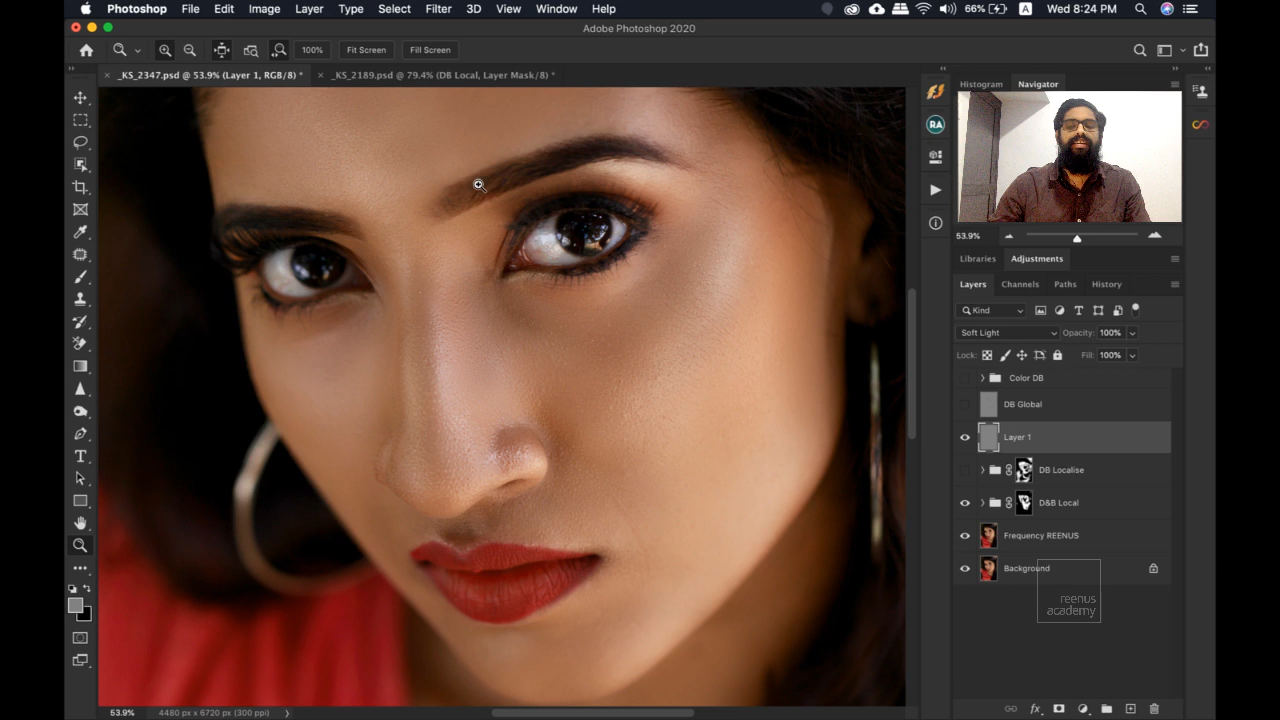 Photoshop File Edit Image Layer Type Select Filter 3D View Window Help 66% A Wed 8:24 PM
Adobe Photoshop 2020
100% Fit Screen Fill Screen
× _KS_2347.psd @ 53.9% (Layer 1, RGB/8) * × _KS_2189.psd @ 79.4% (DB Local, Layer Mask/8) *
Histogram Navigator
RA
53.9%
Libraries Adjustments
Layers Channels Paths History
Kind
Soft Light Opacity: 100%
Lock: Fill: 100%
Color DB
DB Global
Layer 1
DB Localise
D&B Local
Frequency REENUS
Background
reenus
academy
53.9% 4480 px x 6720 px (300 ppi)
fx